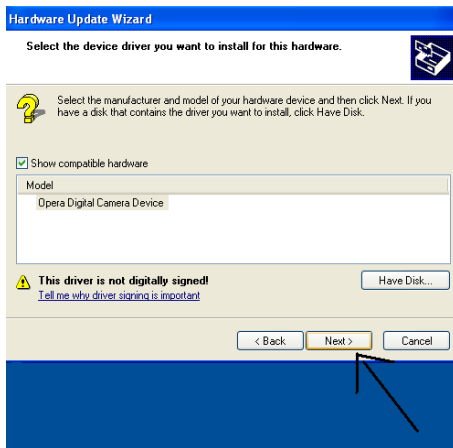 Hardware Update Wizard
Select the device driver you want to install for this hardware.
Select the manufacturer and model of your hardware device and then click Next. If you
have a disk that contains the driver you want to install, click Have Disk.
Show compatible hardware
Model
Opera Digital Camera Device
This driver is not digitally signed!
Have Disk...
Tell me why driver signing is important
< Back
Next >
Cancel